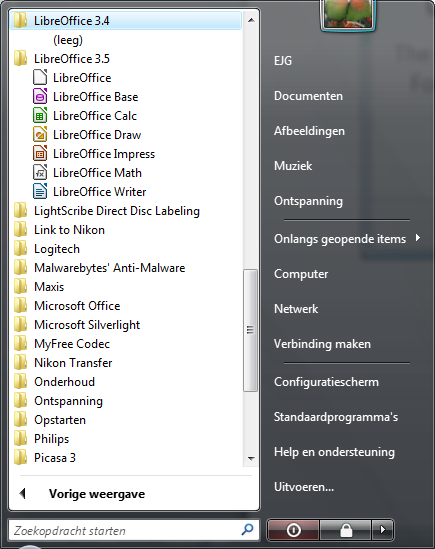 LibreOffice 3.4
(leeg)
LibreOffice 3.5
LibreOffice
LibreOffice Base
LibreOffice Calc
LibreOffice Draw
LibreOffice Impress
LibreOffice Math
LibreOffice Writer
LightScribe Direct Disc Labeling
Link to Nikon
Logitech
Malwarebytes' Anti-Malware
Maxis
Microsoft Office
Microsoft Silverlight
MyFree Codec
Nikon Transfer
Onderhoud
Ontspanning
Opstarten
Philips
Picasa 3
Vorige weergave
Zoekopdracht starten
EJG
Documenten
Afbeeldingen
Muziek
Ontspanning
Onlangs geopende items
Computer
Netwerk
Verbinding maken
Configuratiescherm
Standaardprogramma's
Help en ondersteuning
Uitvoeren...